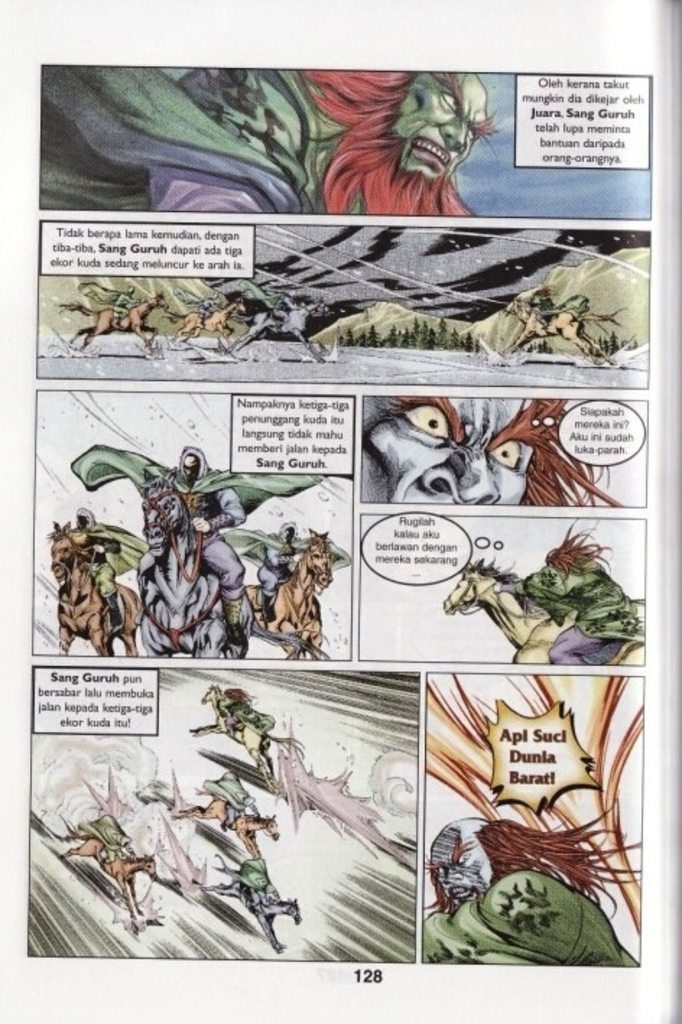 Oleh kerana takut
mungkin dia dikejar oleh
Juara, Sang Guruh
telah lupa meminta
bantuan daripada
orang-orangnya.
Tidak berapa lama kemudian, dengan
tiba-tiba, Sang Guruh dapati ada tiga
ekor kuda sedang meluncur ke arah ia.
Nampaknya ketiga-tiga
penunggang kuda itu
langsung tidak mahu
memberi jalan kepada
Sang Guruh.
Siapakah
mereka ini?
Aku ini sudah
luka-parah.
Rugilah
kalau aku
berlawan dengan
mereka sekarang
...
Sang Guruh pun
bersabar lalu membuka
jalan kepada ketiga-tiga
ekor kuda itu!
Api Suci
Dunia
Barat!
128